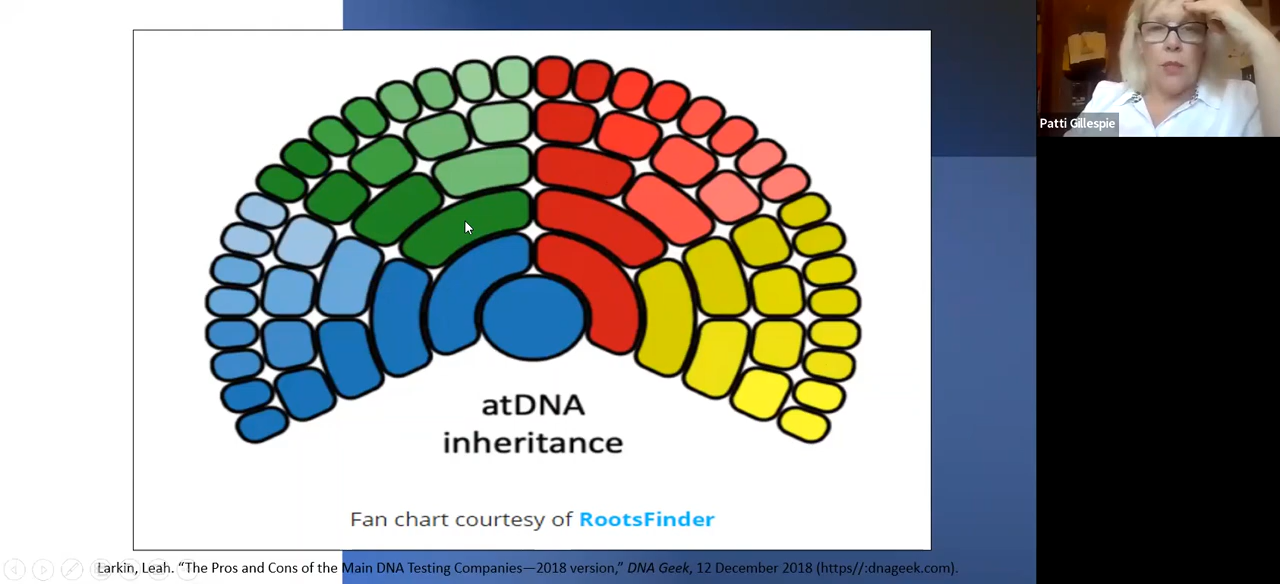 Patti Gillespie
atDNA
inheritance
Fan chart courtesy of RootsFinder
Larkin, Leah. “The Pros and Cons of the Main DNA Testing Companies—2018 version,” DNA Geek, 12 December 2018 (https//:dnageek.com).